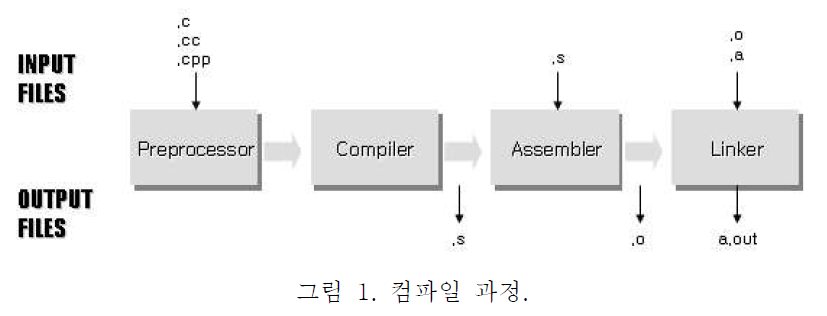 INPUT
FILES
.c
.cc
.cpp
.s
.o
.a
Preprocessor
Compiler
Assembler
Linker
OUTPUT
FILES
.s
.o
a.out
그림 1. 컴파일 과정.